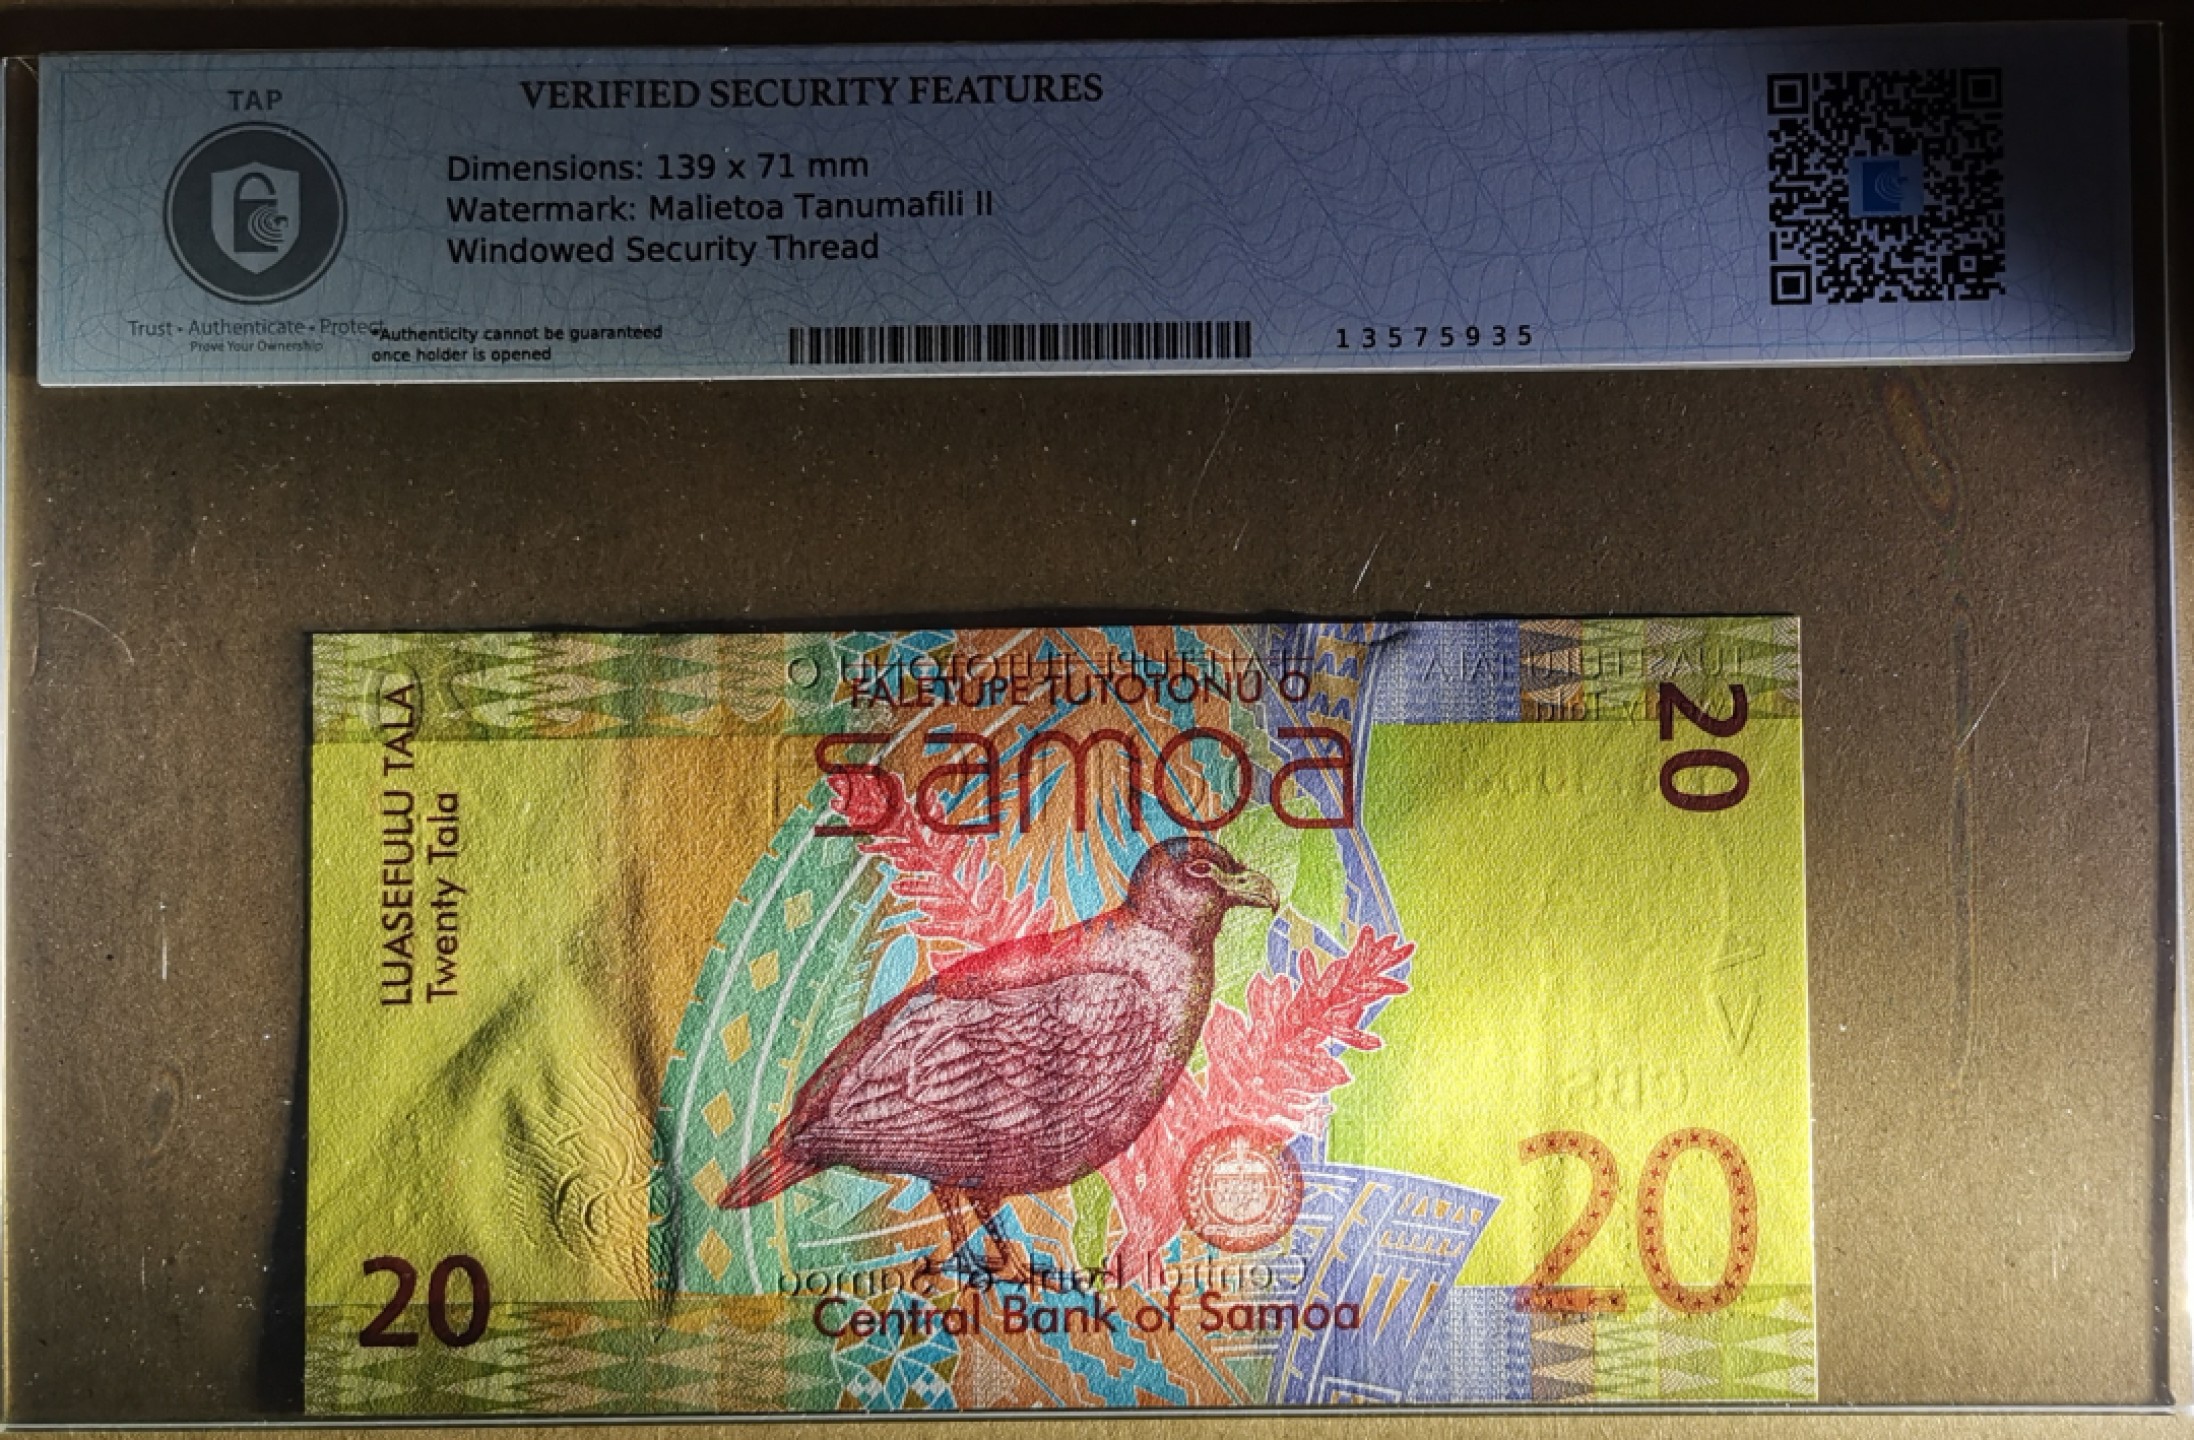 TAP
VERIFIED SECURITY FEATURES
Dimensions: 139 x 71 mm
Watermark: Malietoa Tanumafili II
Windowed Security Thread
Trust • Authenticate • Protect
Prove Your Ownership
*Authenticity cannot be guaranteed
once holder is opened
13575935
FALETUPE TUTOTONU O
samoa
LUASEFULU TALA
Twenty Tala
20
20
20
Central Bank of Samoa